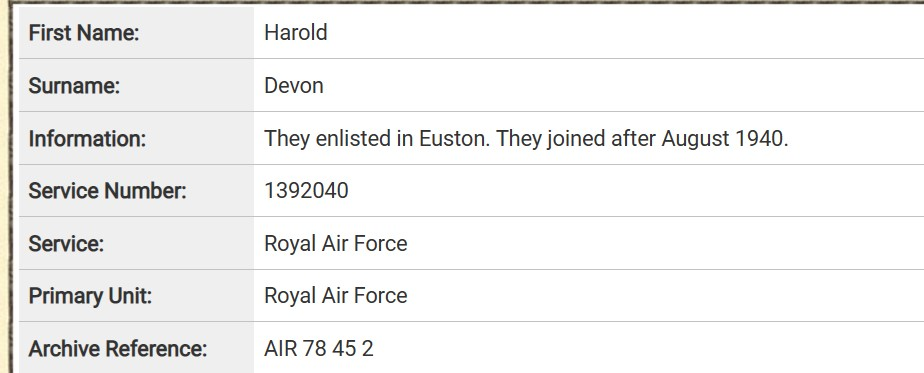 First Name: Harold
Surname: Devon
Information: They enlisted in Euston. They joined after August 1940.
Service Number: 1392040
Service: Royal Air Force
Primary Unit: Royal Air Force
Archive Reference: AIR 78 45 2